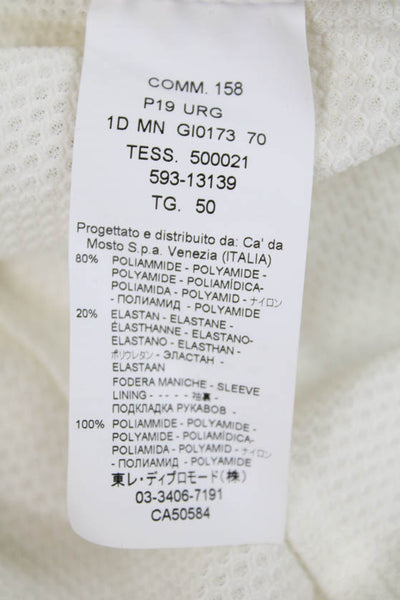 COMM. 158
P19 URG
1D MN GI0173 70
TESS. 500021
593-13139
TG. 50
Progettato e distribuito da: Ca' da
Mosto S.p.a. Venezia (ITALIA)
80% POLIAMMIDE - POLYAMIDE -
POLYAMIDE - POLIAMÍDICA-
POLIAMIDA - POLYAMID - ナイロン
- ПОЛИАМИД - POLYAMIDE
20% ELASTAN - ELASTANE -
ÉLASTHANNE - ELASTANO-
ELASTANO - ELASTHAN -
ポリウレタン - ЭЛАСТАН -
ELASTAAN
FODERA MANICHE - SLEEVE
LINING - - - - - 袖裏 -
ПОДКЛАДКА РУКАВОВ -
100% POLIAMMIDE - POLYAMIDE -
POLYAMIDE - POLIAMÍDICA-
POLIAMIDA - POLYAMID - ナイロン
- ПОЛИАМИД - POLYAMIDE
東レ・ディプロモード(株)
03-3406-7191
CA50584